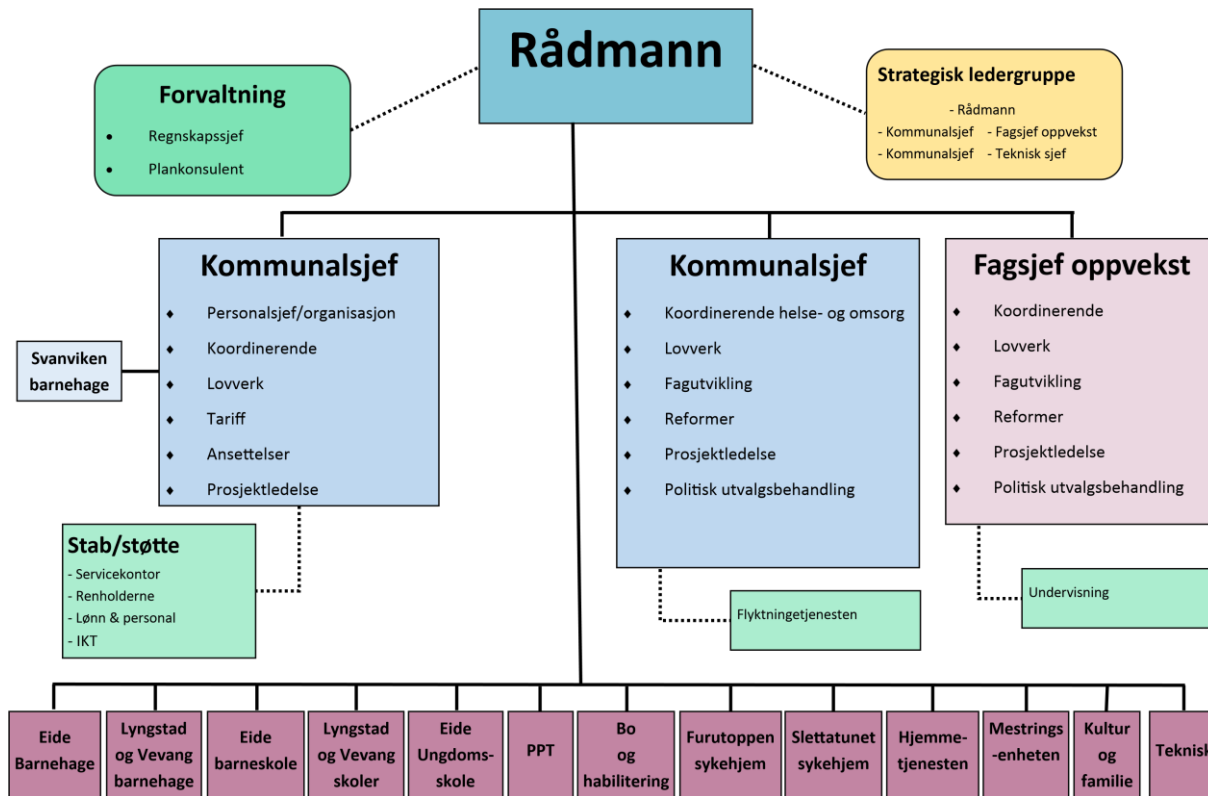 Rådmann
Forvaltning
• Regnskapssjef
• Plankonsulent
Strategisk ledergruppe
- Rådmann
- Kommunalsjef - Fagsjef oppvekst
- Kommunalsjef - Teknisk sjef
Kommunalsjef
♦ Personalsjef/organisasjon
♦ Koordinerende
♦ Lovverk
♦ Tariff
♦ Ansettelser
♦ Prosjektledelse
Svanviken
barnehage
Kommunalsjef
♦ Koordinerende helse- og omsorg
♦ Lovverk
♦ Fagutvikling
♦ Reformer
♦ Prosjektledelse
♦ Politisk utvalgsbehandling
Fagsjef oppvekst
♦ Koordinerende
♦ Lovverk
♦ Fagutvikling
♦ Reformer
♦ Prosjektledelse
♦ Politisk utvalgsbehandling
Stab/støtte
- Servicekontor
- Renholderne
- Lønn & personal
- IKT
Flyktningetjenesten
Undervisning
Eide
Barnehage
Lyngstad
og Vevang
barnehage
Eide
barneskole
Lyngstad
og Vevang
skoler
Eide
Ungdoms-
skole
PPT
Bo
og
habilitering
Furutoppen
sykehjem
Slettatunet
sykehjem
Hjemme-
tjenesten
Mestrings
-enheten
Kultur
og
familie
Teknisk